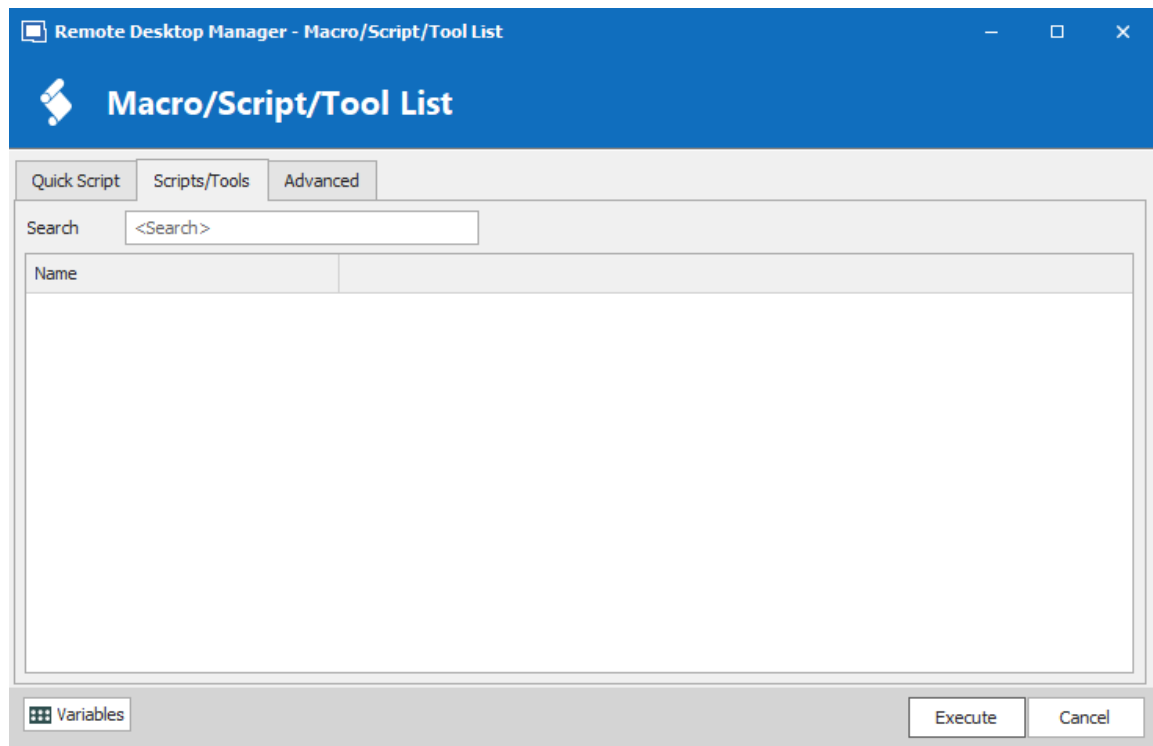 Remote Desktop Manager - Macro/Script/Tool List
Macro/Script/Tool List
Quick Script Scripts/Tools Advanced
Search <Search>
Name
Variables Execute Cancel